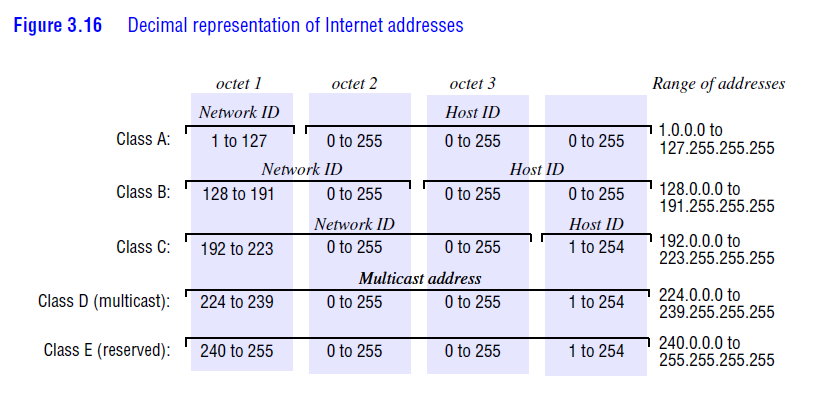 Figure 3.16 Decimal representation of Internet addresses
octet 1 octet 2 octet 3 Range of addresses
Network ID Host ID
Class A: 1 to 127 0 to 255 0 to 255 0 to 255 1.0.0.0 to
127.255.255.255
Network ID Host ID
Class B: 128 to 191 0 to 255 0 to 255 0 to 255 128.0.0.0 to
191.255.255.255
Network ID Host ID
Class C: 192 to 223 0 to 255 0 to 255 1 to 254 192.0.0.0 to
223.255.255.255
Multicast address
Class D (multicast): 224 to 239 0 to 255 0 to 255 1 to 254 224.0.0.0 to
239.255.255.255
Class E (reserved): 240 to 255 0 to 255 0 to 255 1 to 254 240.0.0.0 to
255.255.255.255